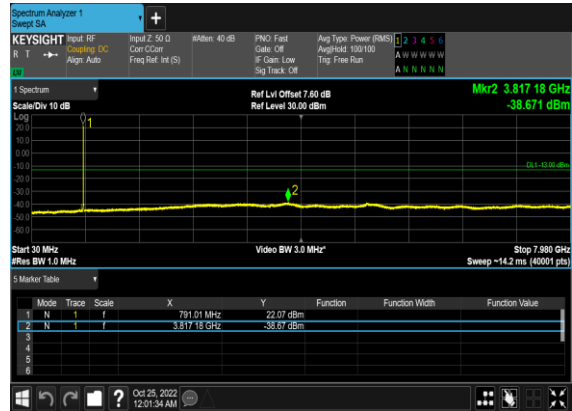 Spectrum Analyzer 1
Swept SA
+
KEYSIGHT Input: RF Input Z: 50 Ω #Atten: 40 dB PNO: Fast Avg Type: Power (RMS) 1 2 3 4 5 6
R T Coupling: DC Corr CCorr Gate: Off Avg|Hold: 100/100 A W W W W W
Align: Auto Freq Ref: Int (S) IF Gain: Low Trig: Free Run
Sig Track: Off A N N N N N
1 Spectrum
Ref Lvl Offset 7.60 dB Mkr2 3.817 18 GHz
Scale/Div 10 dB Ref Level 30.00 dBm -38.671 dBm
Log
1
20.0
10.0
0.00
-10.0
DL1 -13.00 dBm
-20.0
-30.0
2
-40.0
-50.0
-60.0
Start 30 MHz Video BW 3.0 MHz* Stop 7.980 GHz
#Res BW 1.0 MHz Sweep ~14.2 ms (40001 pts)
5 Marker Table
Mode Trace Scale X Y Function Function Width Function Value
1 N 1 f 791.01 MHz 22.07 dBm
2 N 1 f 3.817 18 GHz -38.67 dBm
3
4
5
6
? Oct 25, 2022
12:01:34 AM